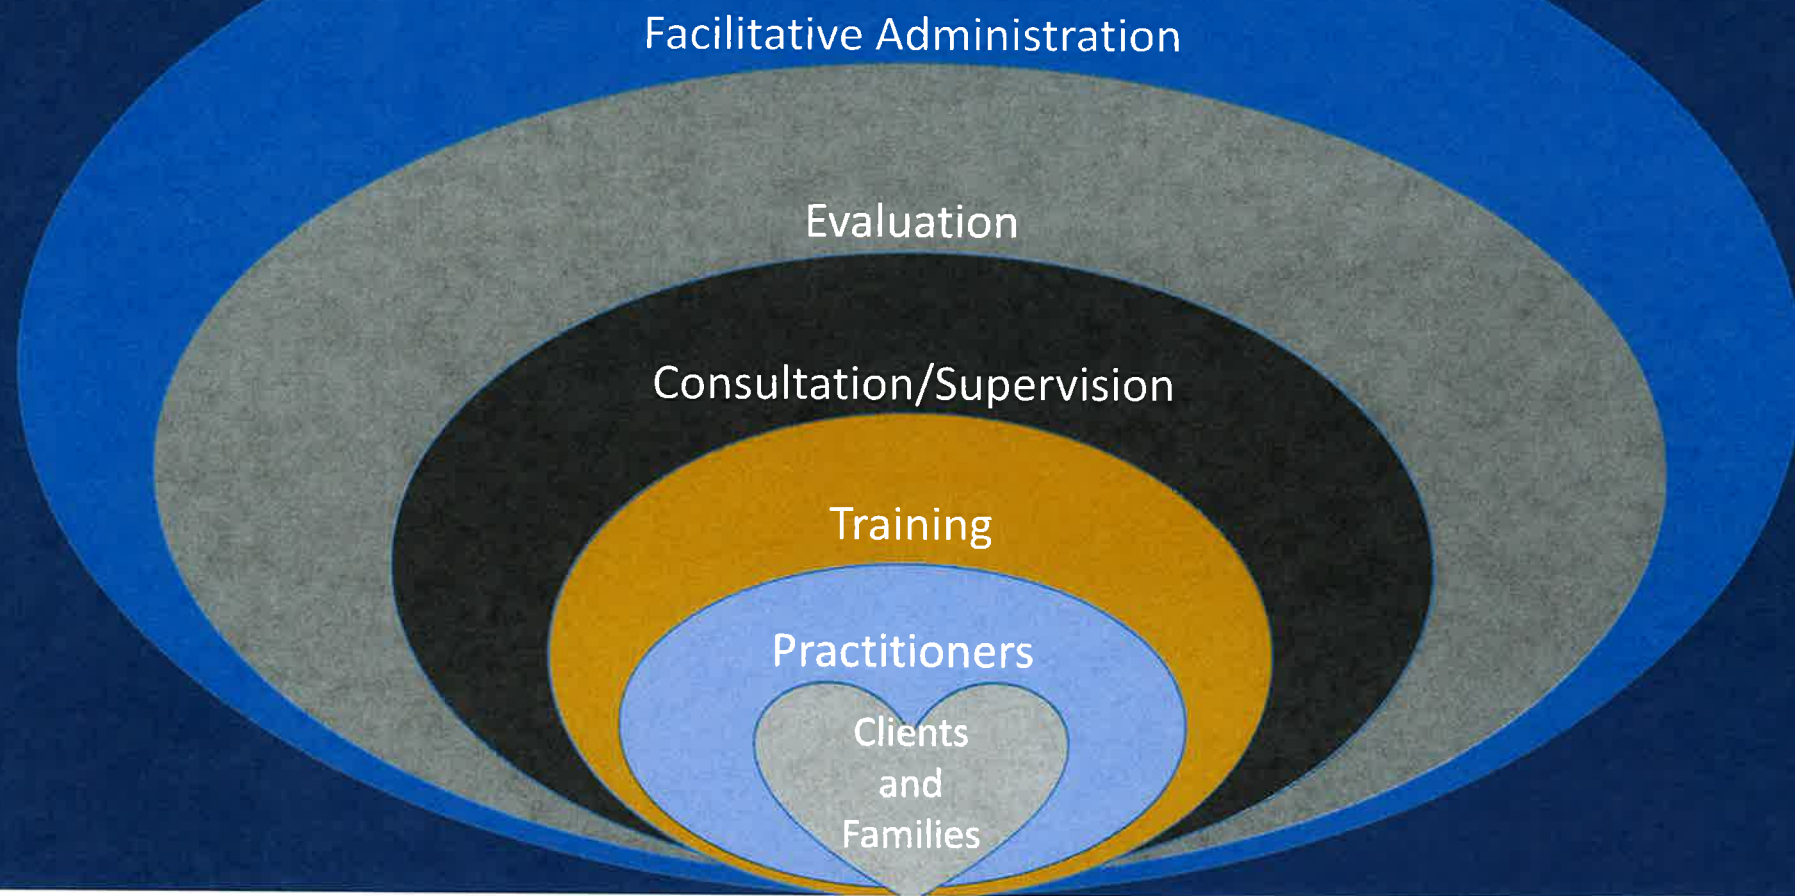 Facilitative Administration
Evaluation
Consultation/Supervision
Training
Practitioners
Clients
and
Families